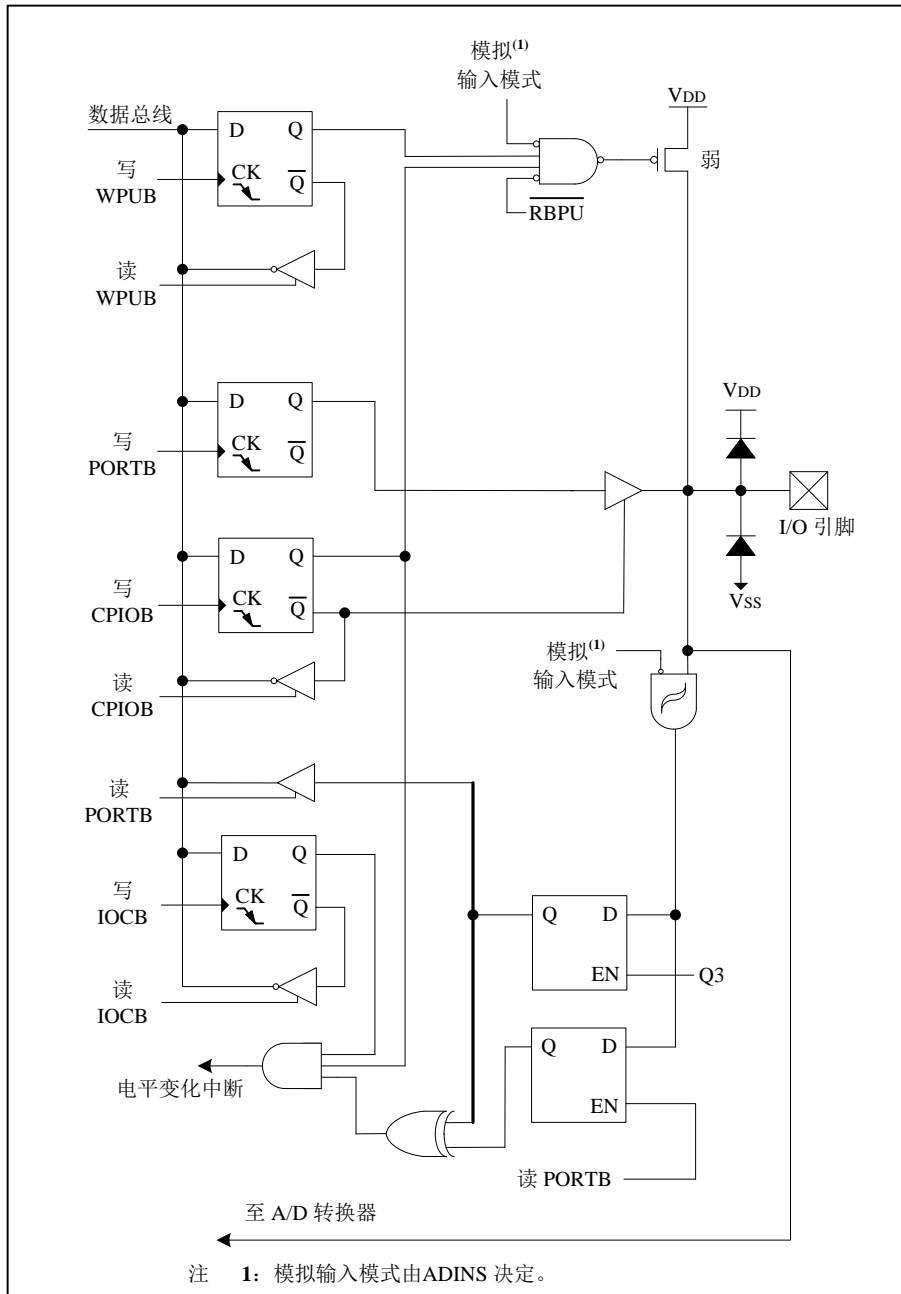 模拟(1)
输入模式
VDD
数据总线
D Q
写
WPUB
CK Q
弱
RBPU
读
WPUB
D Q
VDD
写
PORTB
CK Q
I/O 引脚
D Q
写
CPIOB
CK Q
VSS
模拟(1)
输入模式
读
CPIOB
读
PORTB
D Q
写
IOCB
CK Q
Q D
EN Q3
读
IOCB
Q D
电平变化中断
EN
读 PORTB
至 A/D 转换器
注 1: 模拟输入模式由ADINS 决定。